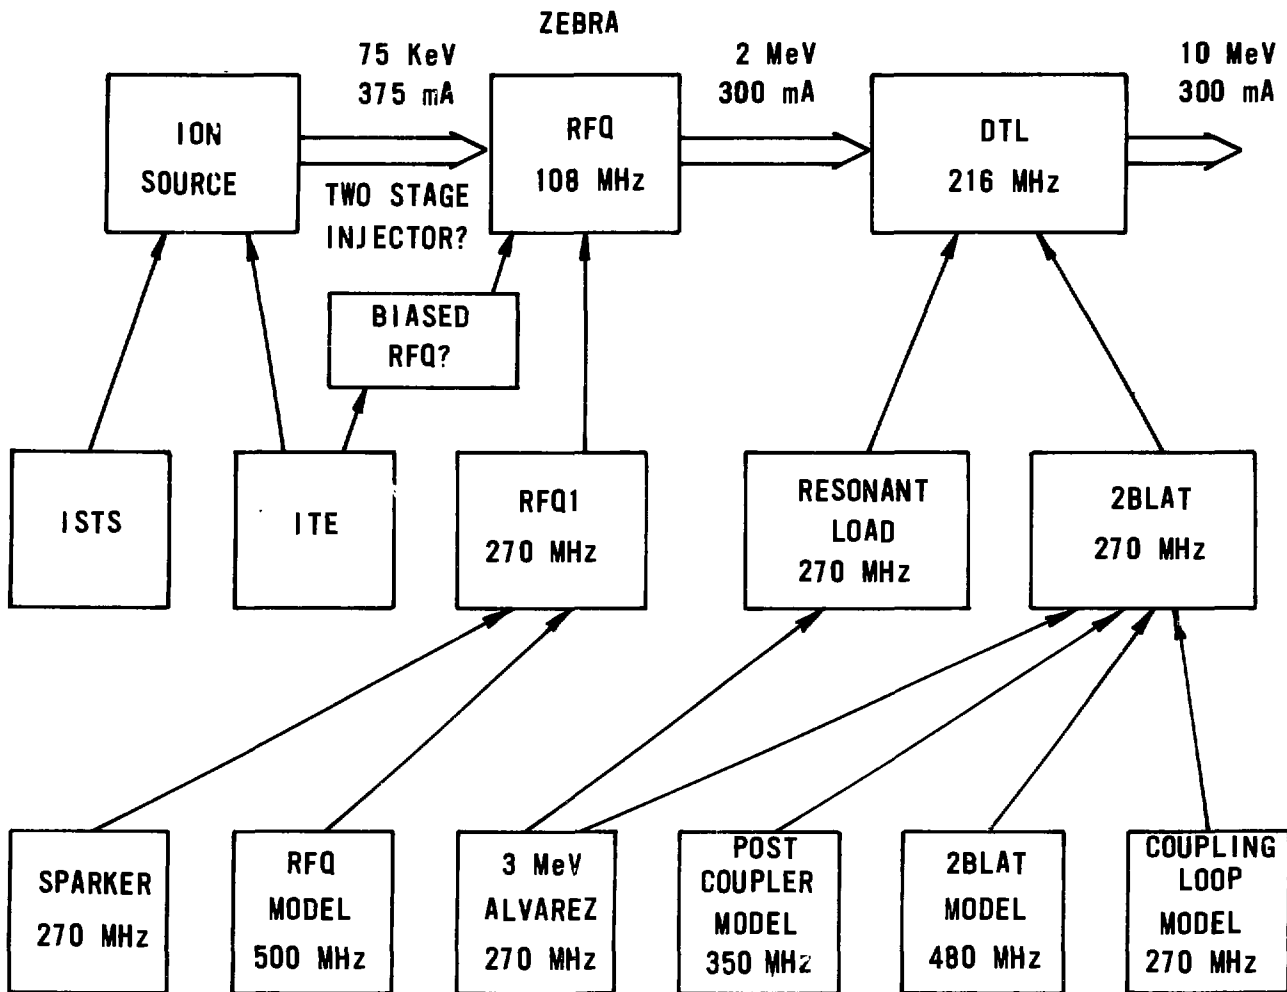 ZEBRA
75 KeV
375 mA
2 MeV
300 mA
10 MeV
300 mA
ION
SOURCE
RFQ
108 MHz
DTL
216 MHz
TWO STAGE
INJECTOR?
BIASED
RFQ?
ISTS
ITE
RFQ1
270 MHz
RESONANT
LOAD
270 MHz
2BLAT
270 MHz
SPARKER
270 MHz
RFQ
MODEL
500 MHz
3 MeV
ALVAREZ
270 MHz
POST
COUPLER
MODEL
350 MHz
2BLAT
MODEL
480 MHz
COUPLING
LOOP
MODEL
270 MHz